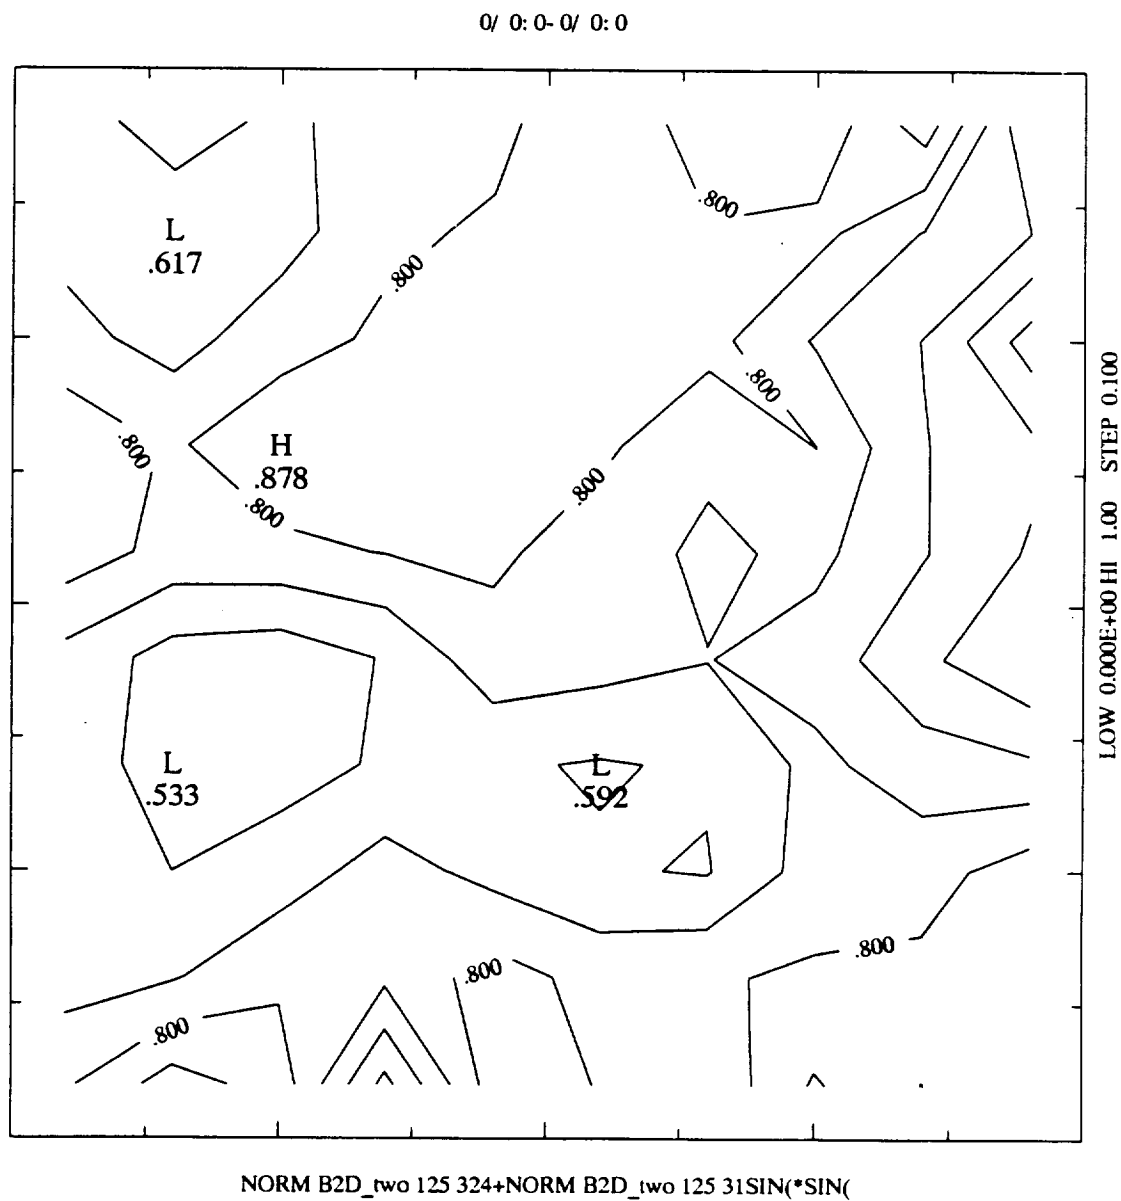 0/ 0: 0- 0/ 0: 0
.800
L
.617
.800
.800
.800
H
.878
.800
.800
L
.533
L
.592
.800
.800
.800
LOW 0.000E+00 HI 1.00 STEP 0.100
NORM B2D_two 125 324+NORM B2D_two 125 31SIN(*SIN(